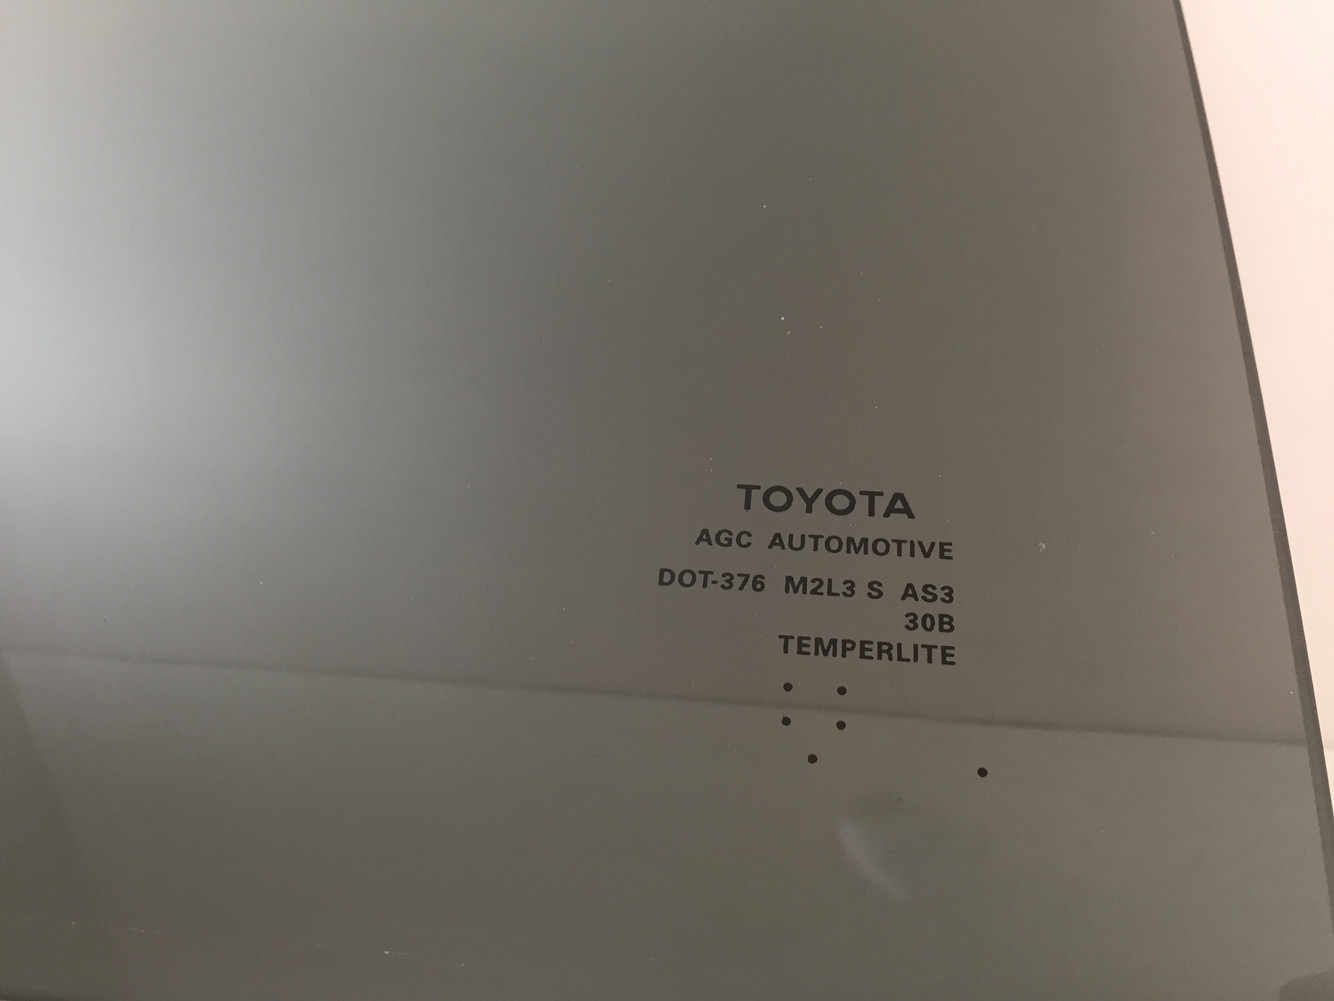 TOYOTA
AGC AUTOMOTIVE
DOT-376 M2L3 S AS3
30B
TEMPERLITE